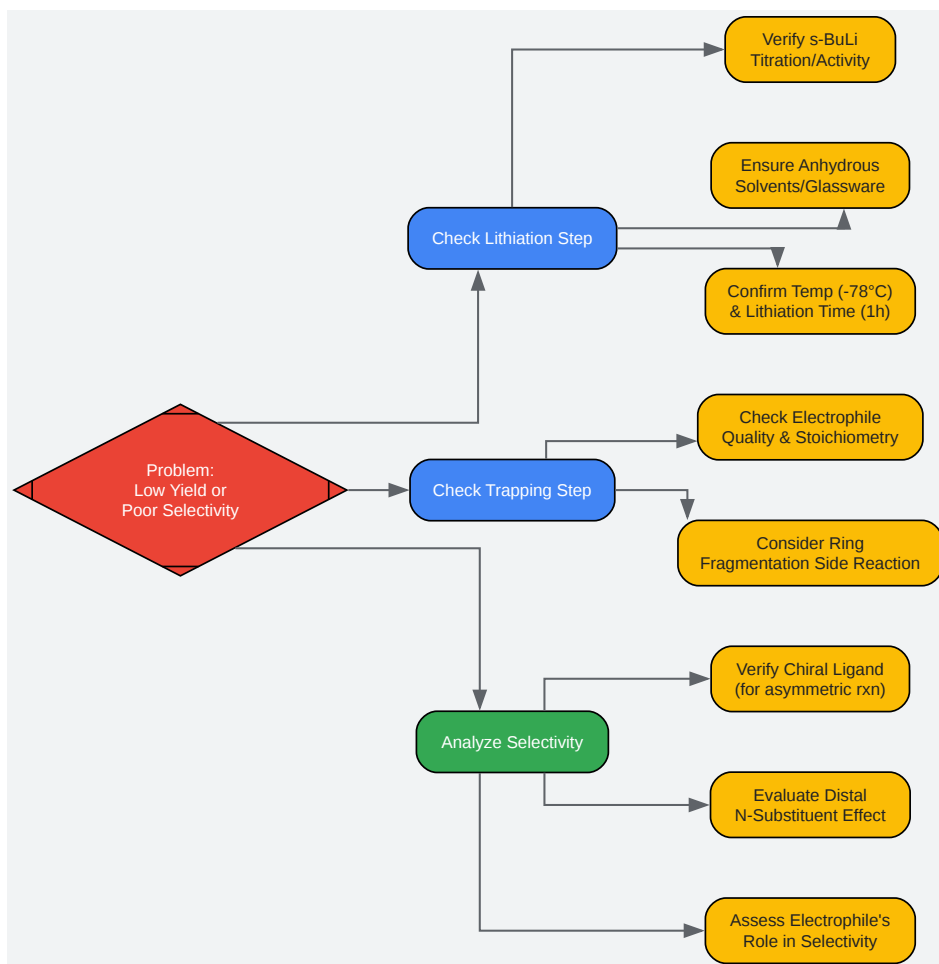 Verify s-BuLi
Titration/Activity
Ensure Anhydrous
Solvents/Glassware
Check Lithiation Step
Confirm Temp (-78°C)
& Lithiation Time (1h)
Problem:
Low Yield or
Poor Selectivity
Check Electrophile
Quality & Stoichiometry
Check Trapping Step
Consider Ring
Fragmentation Side Reaction
Verify Chiral Ligand
(for asymmetric rxn)
Analyze Selectivity
Evaluate Distal
N-Substituent Effect
Assess Electrophile's
Role in Selectivity